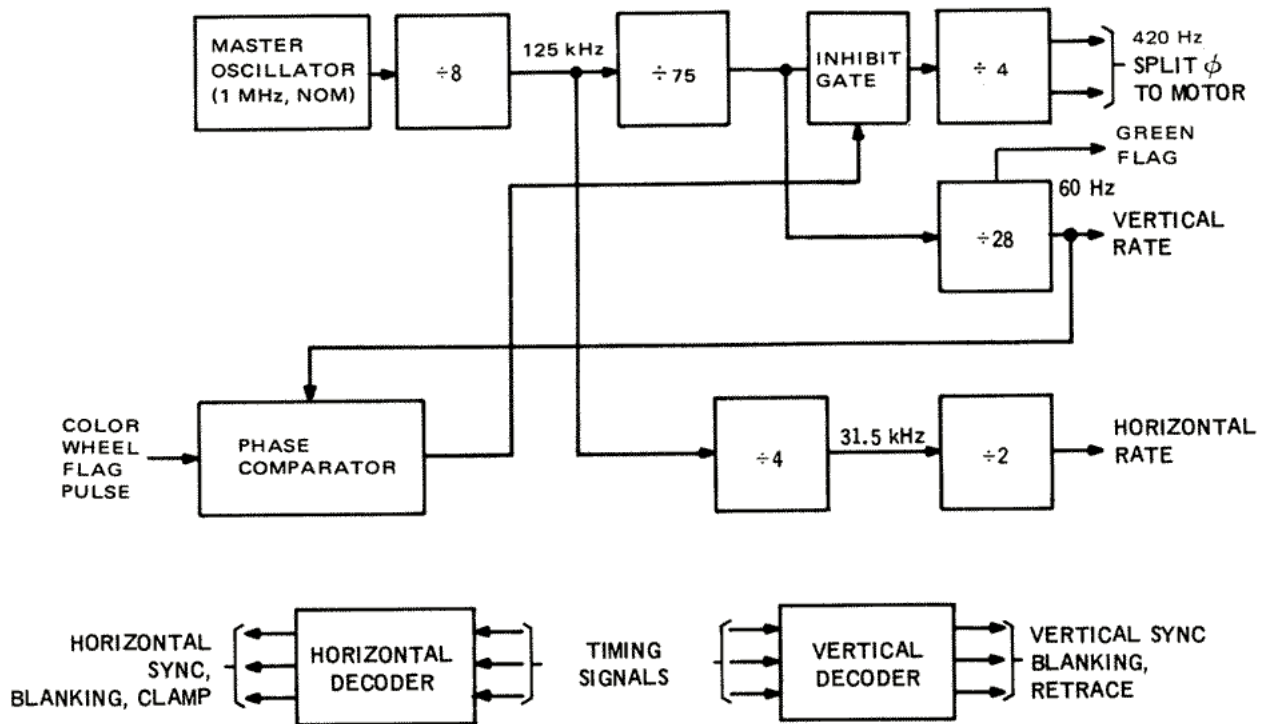 MASTER
OSCILLATOR
(1 MHz, NOM)
÷8
125 kHz
÷75
INHIBIT
GATE
÷ 4
420 Hz
SPLIT ϕ
TO MOTOR
GREEN
FLAG
60 Hz
÷28
VERTICAL
RATE
COLOR
WHEEL
FLAG
PULSE
PHASE
COMPARATOR
÷4
31.5 kHz
÷2
HORIZONTAL
RATE
HORIZONTAL
SYNC,
BLANKING, CLAMP
HORIZONTAL
DECODER
TIMING
SIGNALS
VERTICAL
DECODER
VERTICAL SYNC
BLANKING,
RETRACE